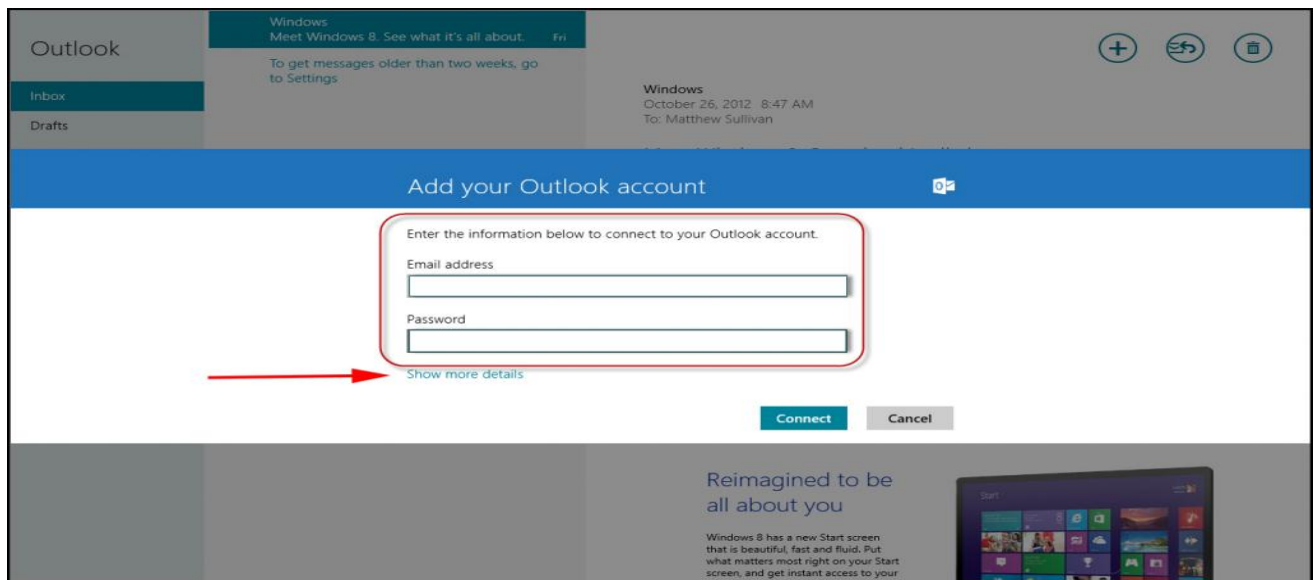 Outlook
Inbox
Drafts
Windows
Meet Windows 8. See what it's all about. Fri
To get messages older than two weeks, go
to Settings
Windows
October 26, 2012 8:47 AM
To: Matthew Sullivan
Add your Outlook account
Enter the information below to connect to your Outlook account.
Email address
Password
Show more details
Connect
Cancel
Reimagined to be
all about you
Windows 8 has a new Start screen
that is beautiful, fast and fluid. Put
what matters most right on your Start
screen, and get instant access to your
Start